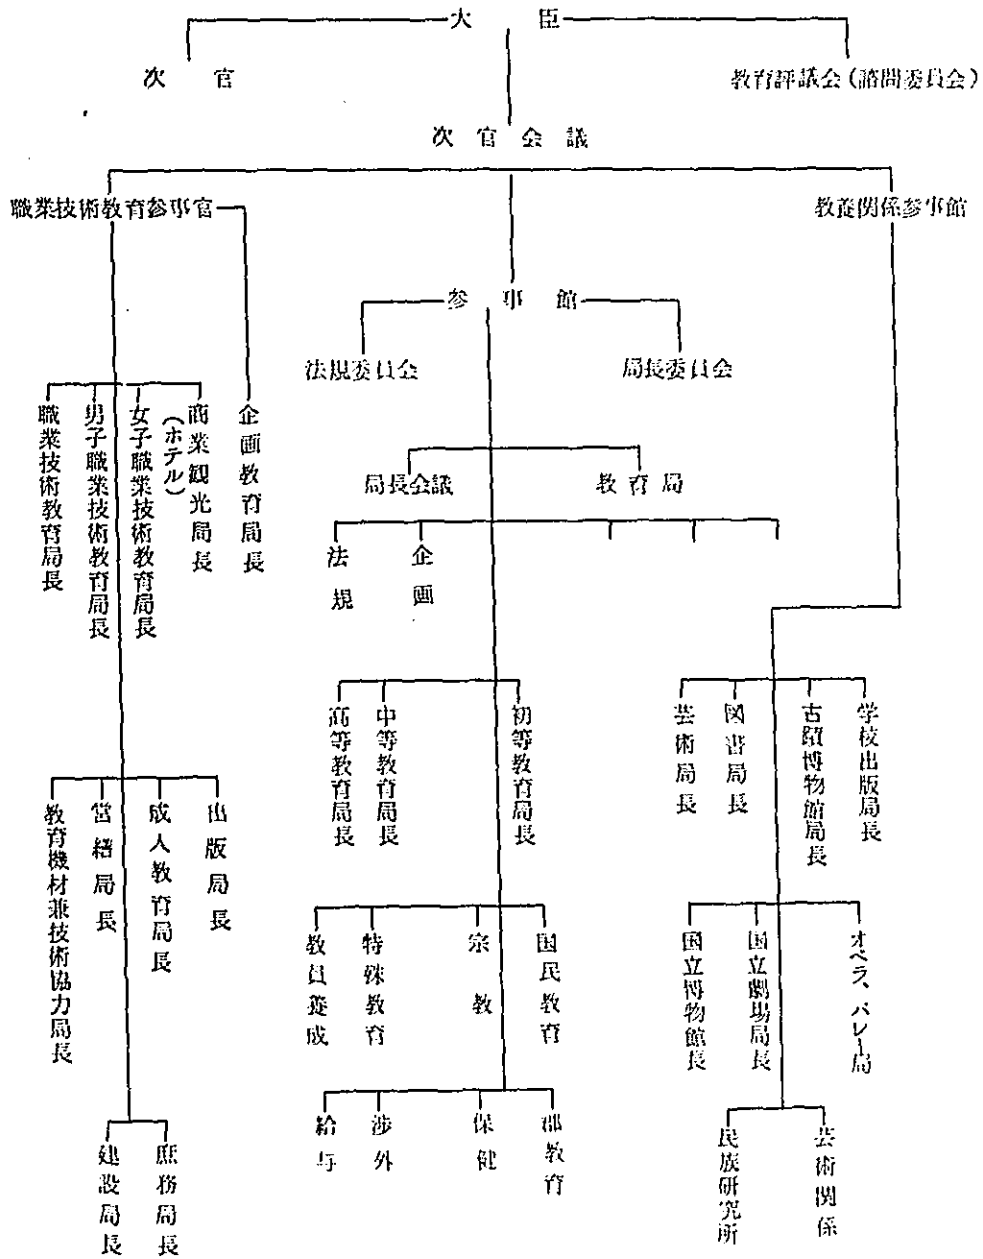 大臣
次官
教育評議会(諮問委員会)
次官会議
職業技術教育参事官
教養関係参事館
参事館
法規委員会
局長委員会
職業技術教育局長
男子職業技術教育局長
女子職業技術教育局長
商業観光局長
(ホテル)
企画教育局長
局長会議
教育局
法規
企画
高等教育局長
中等教育局長
初等教育局長
芸術局長
図書局長
古蹟博物館局長
学校出版局長
教育機材兼技術協力局長
営繕局長
成人教育局長
出版局長
教員養成
特殊教育
宗教
国民教育
国立博物館長
国立劇場局長
オペラ、バレー局
給与
渉外
保健
郡教育
建設局長
庶務局長
民族研究所
芸術関係